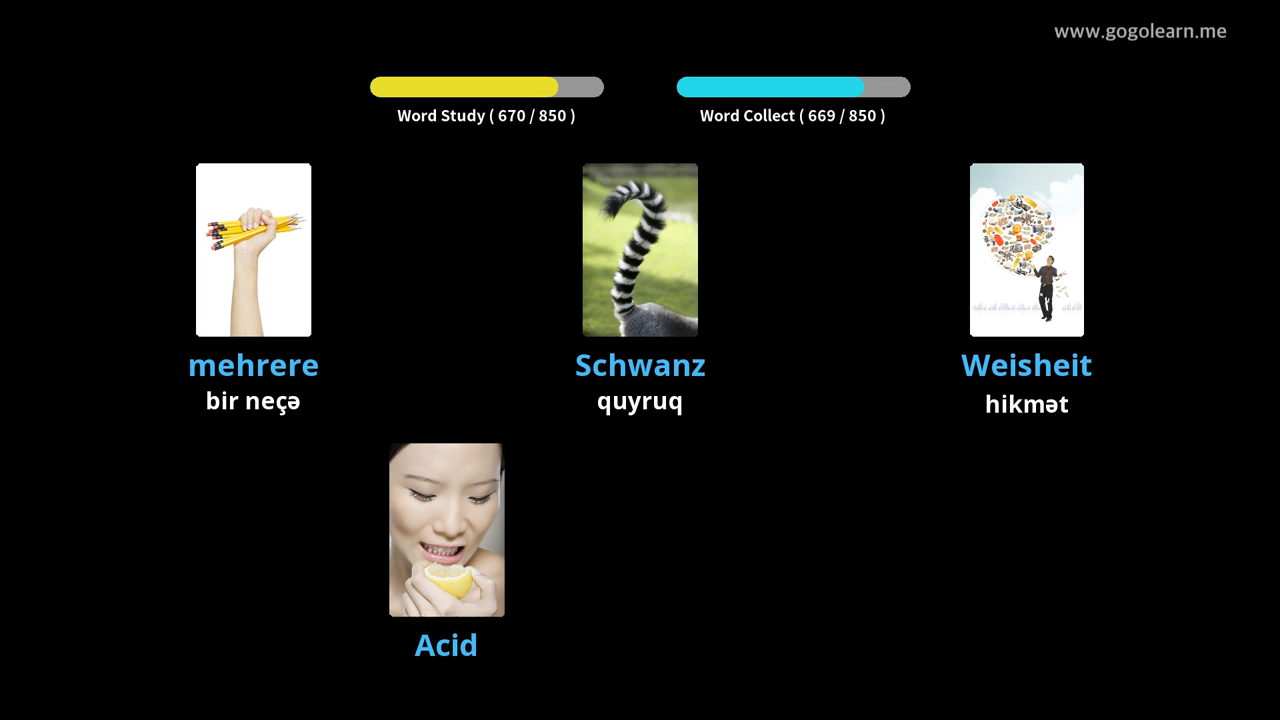 www.gogolearn.me
Word Study ( 670 / 850 )
Word Collect ( 669 / 850 )
mehrere
bir neçə
Schwanz
quyruq
Weisheit
hikmət
Acid